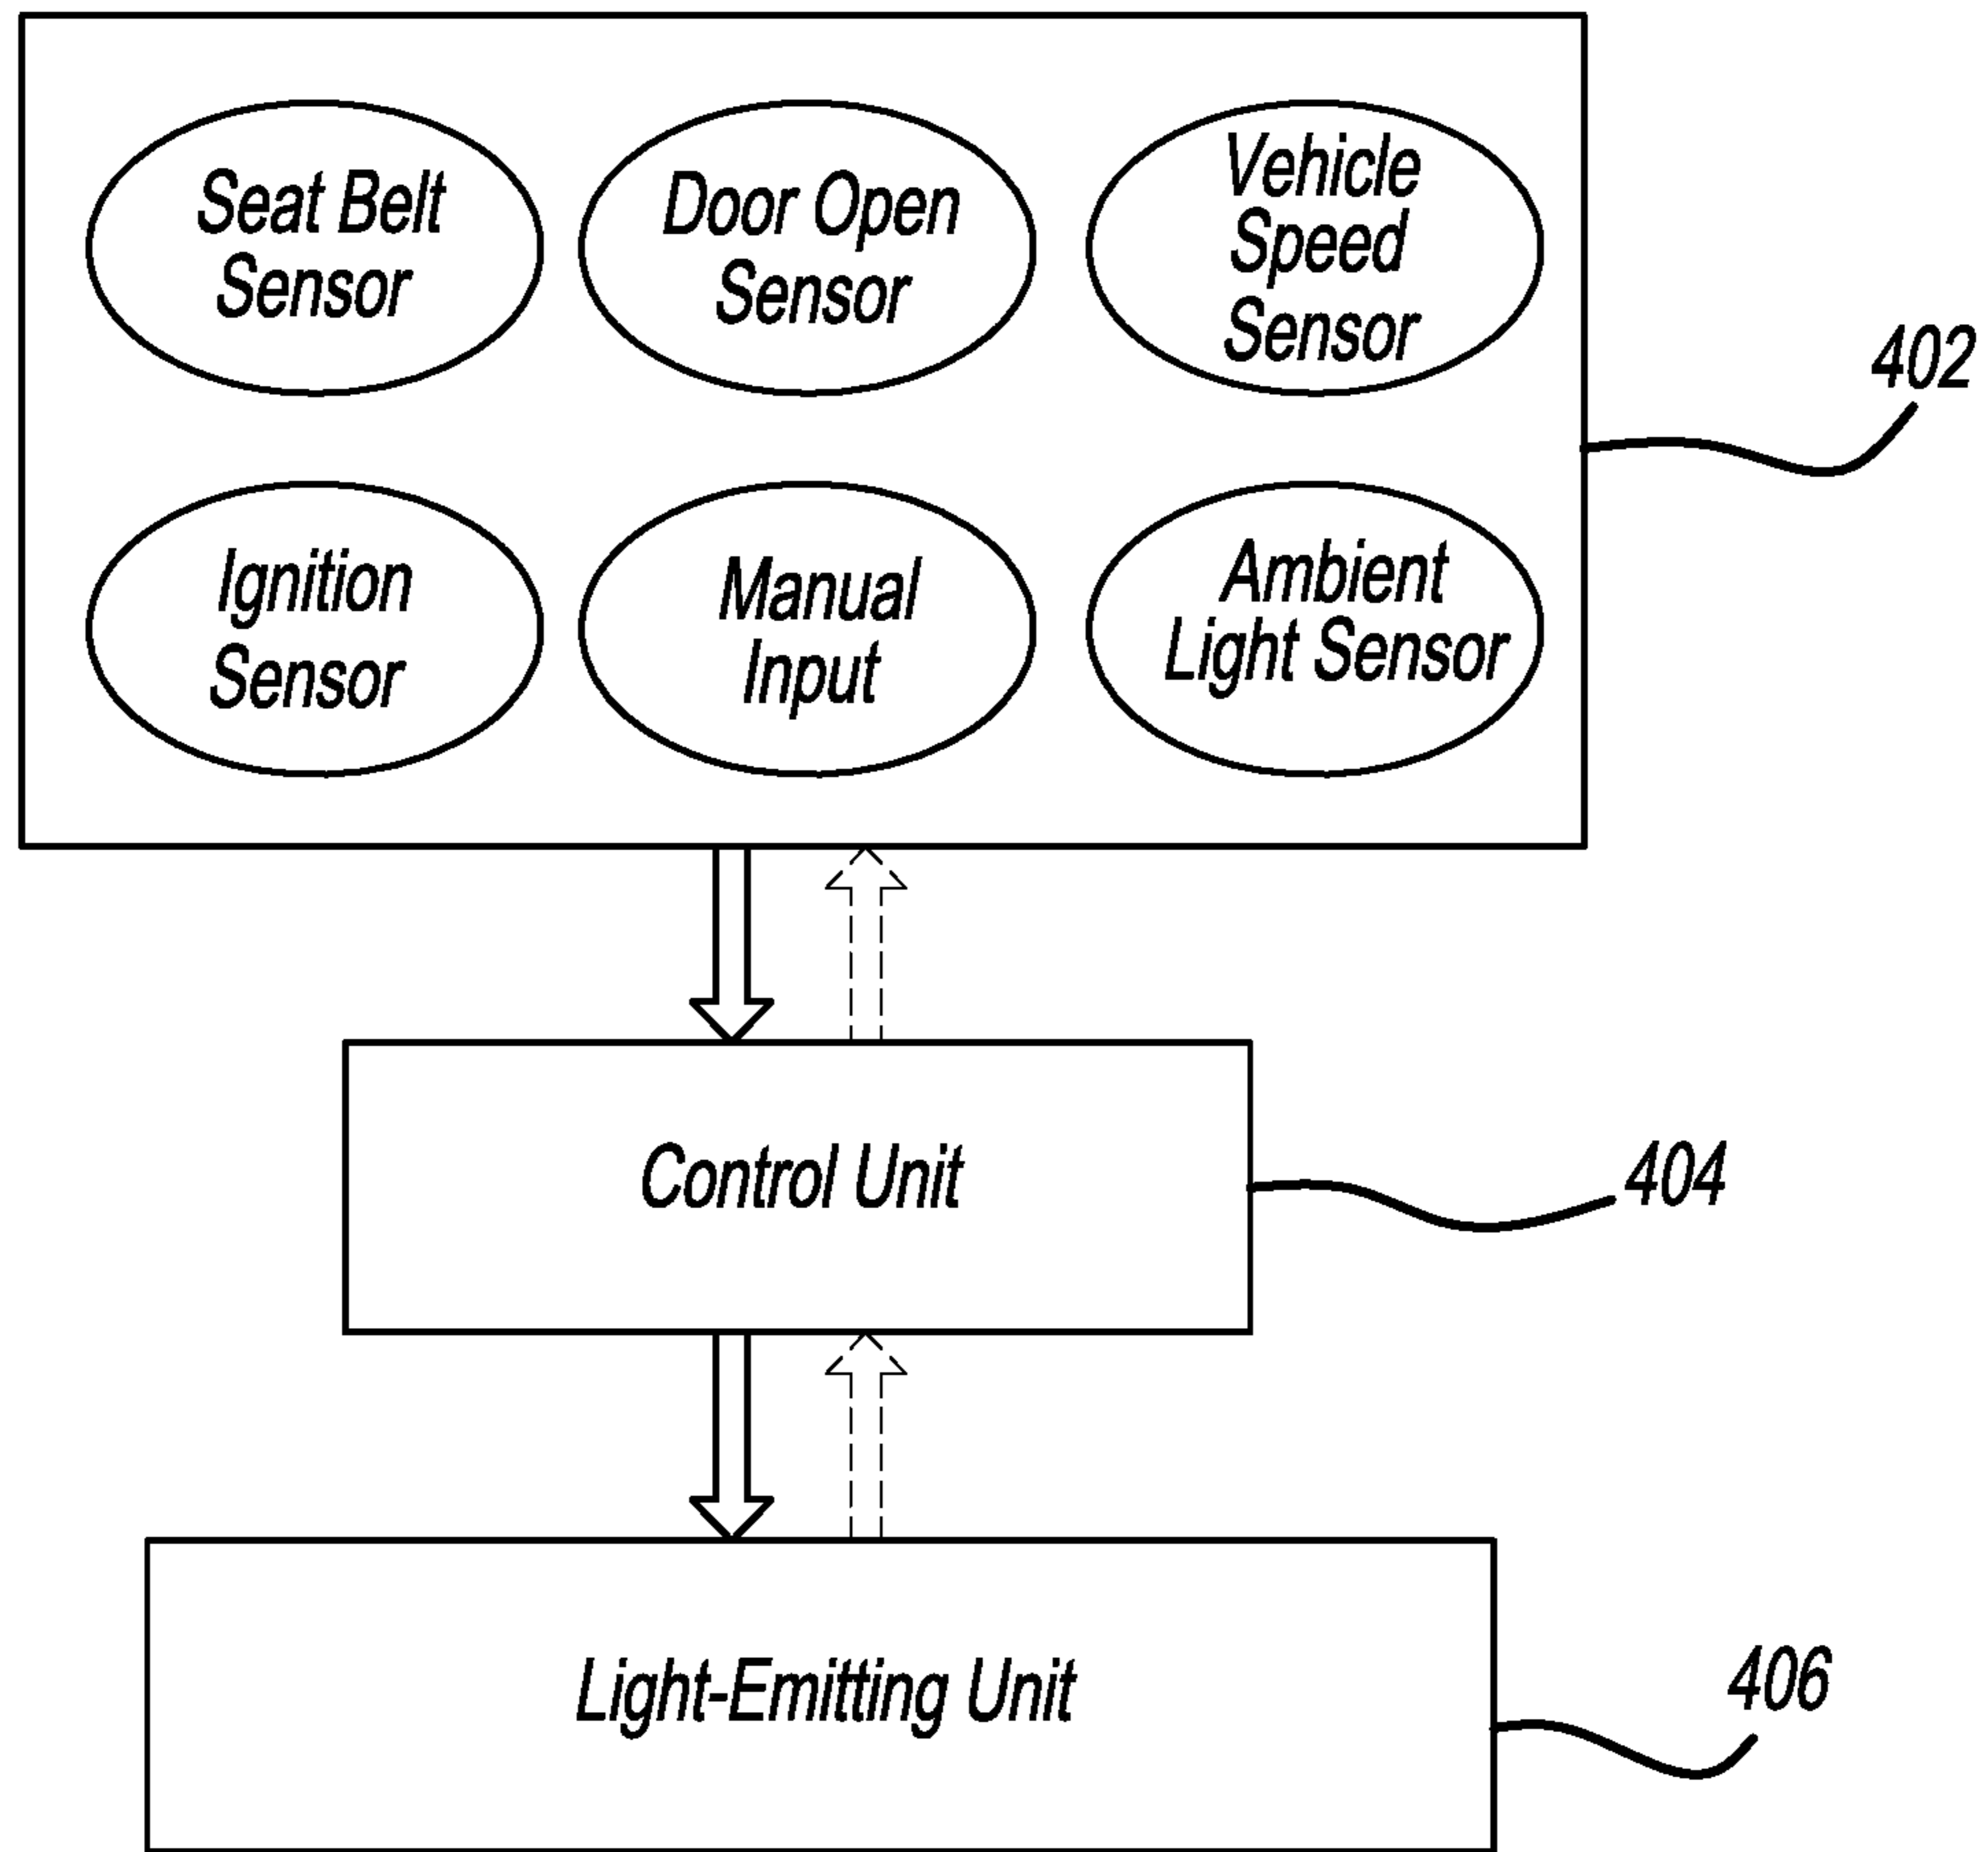 Seat Belt
Sensor
Door Open
Sensor
Vehicle
Speed
Sensor
402
Ignition
Sensor
Manual
Input
Ambient
Light Sensor
Control Unit
404
Light-Emitting Unit
406